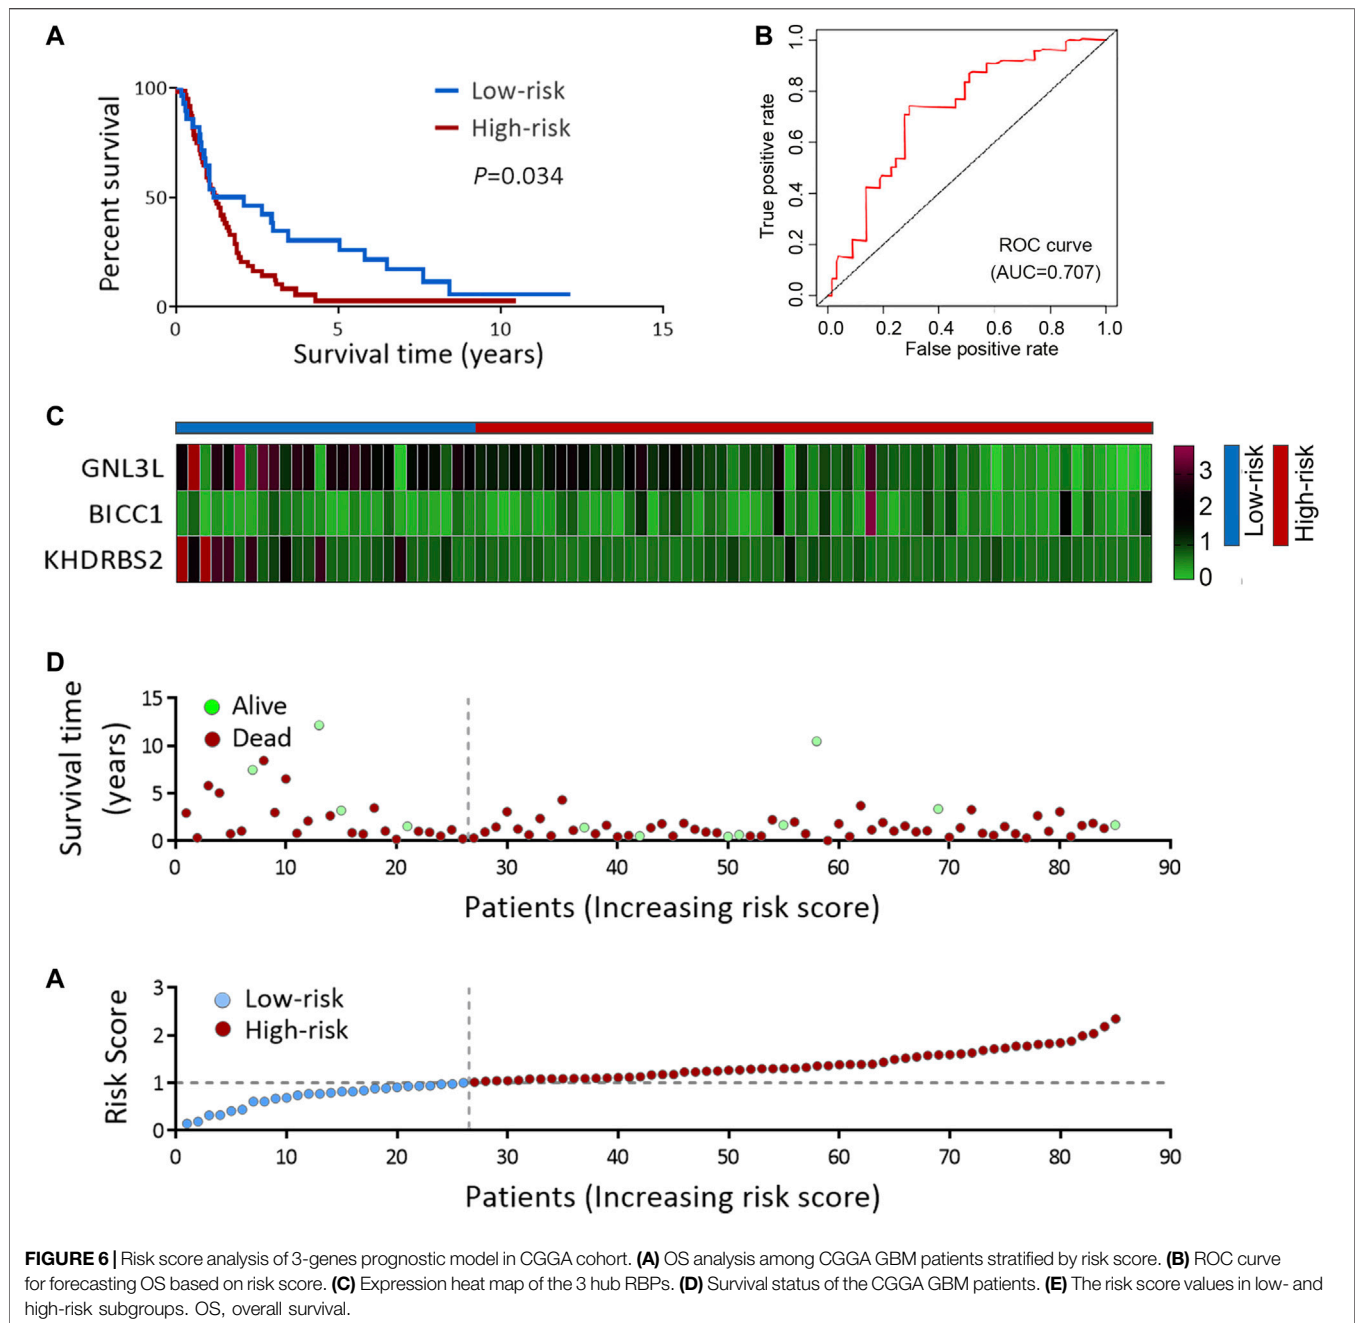 A
100
50
0
Percent survival
Low-risk
High-risk
P=0.034
0 5 10 15
Survival time (years)
B
1.0
0.8
0.6
0.4
0.2
0.0
True positive rate
ROC curve
(AUC=0.707)
0.0 0.2 0.4 0.6 0.8 1.0
False positive rate
C
GNL3L
BICC1
KHDRBS2
3
2
1
0
Low-risk
High-risk
D
Survival time
(years)
15
10
5
0
Alive
Dead
0 10 20 30 40 50 60 70 80 90
Patients (Increasing risk score)
A
Risk Score
3
2
1
0
Low-risk
High-risk
0 10 20 30 40 50 60 70 80 90
Patients (Increasing risk score)
FIGURE 6 | Risk score analysis of 3-genes prognostic model in CGGA cohort. (A) OS analysis among CGGA GBM patients stratified by risk score. (B) ROC curve
for forecasting OS based on risk score. (C) Expression heat map of the 3 hub RBPs. (D) Survival status of the CGGA GBM patients. (E) The risk score values in low- and
high-risk subgroups. OS, overall survival.